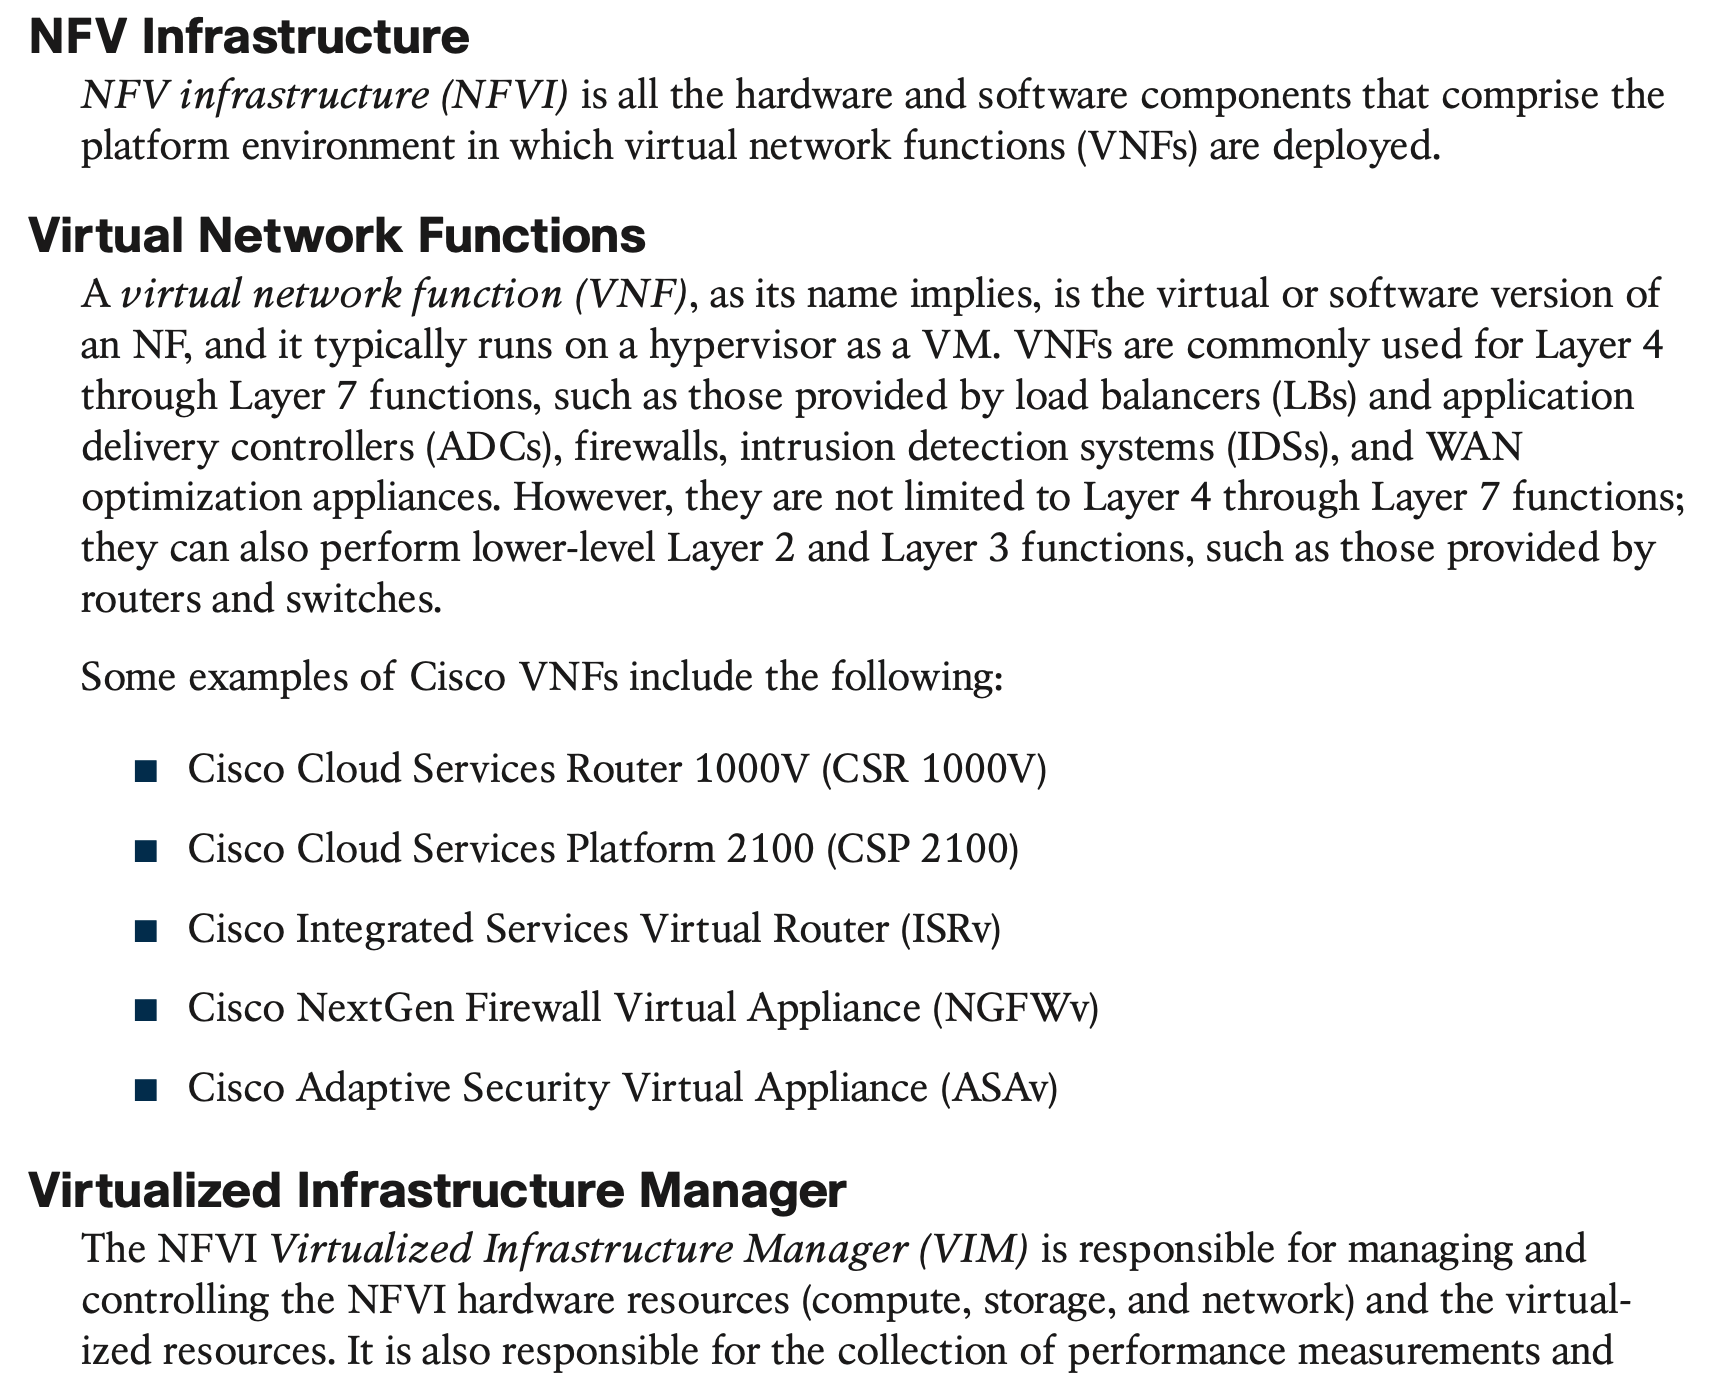 NFV Infrastructure
NFV infrastructure (NFVI) is all the hardware and software components that comprise the
platform environment in which virtual network functions (VNFs) are deployed.
Virtual Network Functions
A virtual network function (VNF), as its name implies, is the virtual or software version of
an NF, and it typically runs on a hypervisor as a VM. VNFs are commonly used for Layer 4
through Layer 7 functions, such as those provided by load balancers (LBs) and application
delivery controllers (ADCs), firewalls, intrusion detection systems (IDSs), and WAN
optimization appliances. However, they are not limited to Layer 4 through Layer 7 functions;
they can also perform lower-level Layer 2 and Layer 3 functions, such as those provided by
routers and switches.
Some examples of Cisco VNFs include the following:
■ Cisco Cloud Services Router 1000V (CSR 1000V)
■ Cisco Cloud Services Platform 2100 (CSP 2100)
■ Cisco Integrated Services Virtual Router (ISRv)
■ Cisco NextGen Firewall Virtual Appliance (NGFWv)
■ Cisco Adaptive Security Virtual Appliance (ASAv)
Virtualized Infrastructure Manager
The NFVI Virtualized Infrastructure Manager (VIM) is responsible for managing and
controlling the NFVI hardware resources (compute, storage, and network) and the virtual-
ized resources. It is also responsible for the collection of performance measurements and